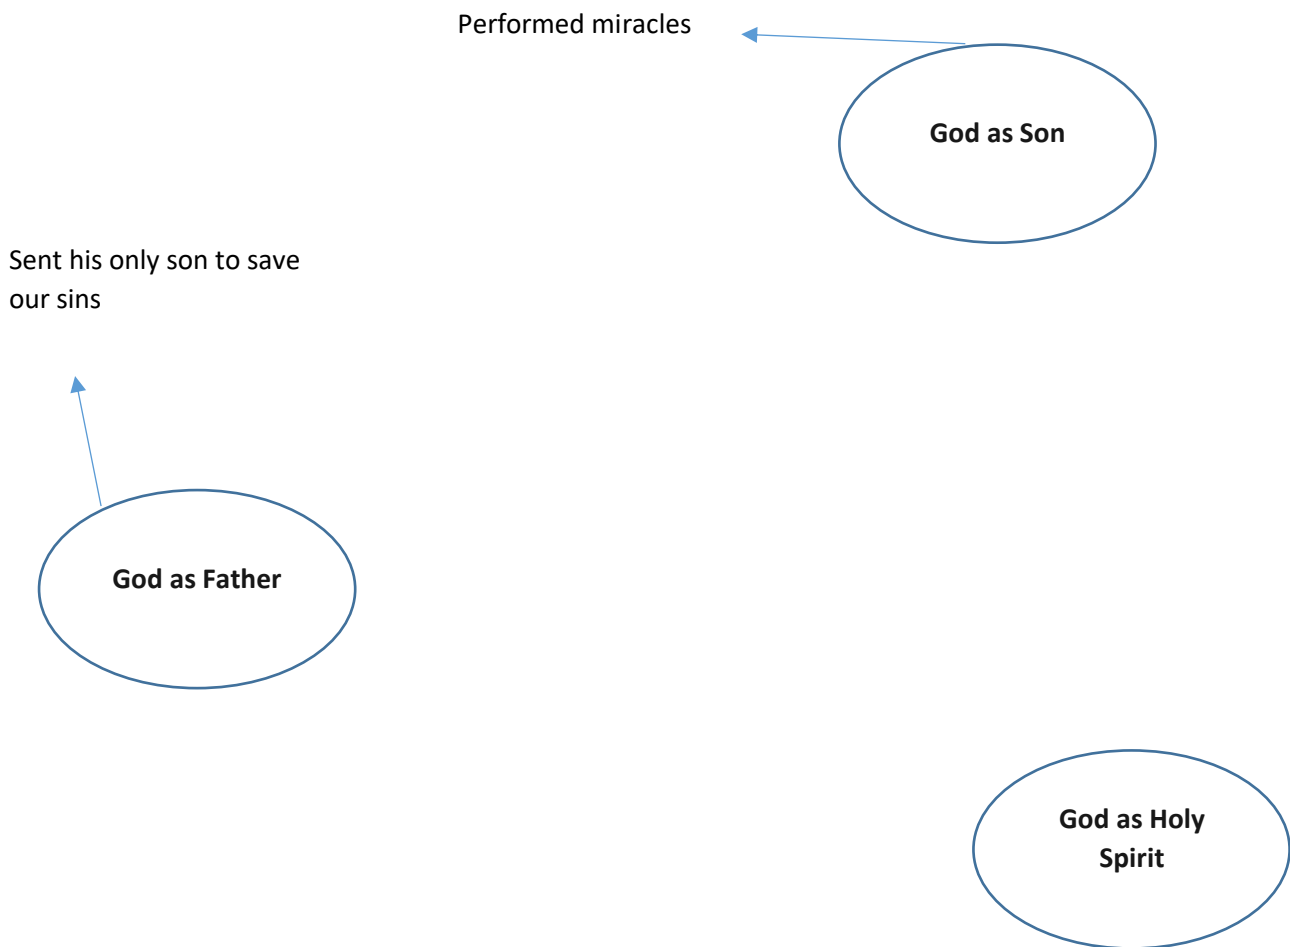 Performed miracles
God as Son
Sent his only son to save
our sins
God as Father
God as Holy
Spirit